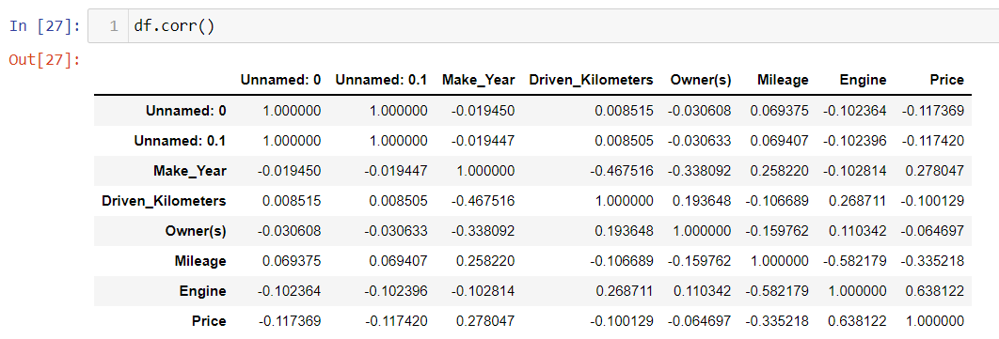 In [27]: 1 df.corr()
Out[27]:
Unnamed: 0 Unnamed: 0.1 Make_Year Driven_Kilometers Owner(s) Mileage Engine Price
Unnamed: 0 1.000000 1.000000 -0.019450 0.008515 -0.030608 0.069375 -0.102364 -0.117369
Unnamed: 0.1 1.000000 1.000000 -0.019447 0.008505 -0.030633 0.069407 -0.102396 -0.117420
Make_Year -0.019450 -0.019447 1.000000 -0.467516 -0.338092 0.258220 -0.102814 0.278047
Driven_Kilometers 0.008515 0.008505 -0.467516 1.000000 0.193648 -0.106689 0.268711 -0.100129
Owner(s) -0.030608 -0.030633 -0.338092 0.193648 1.000000 -0.159762 0.110342 -0.064697
Mileage 0.069375 0.069407 0.258220 -0.106689 -0.159762 1.000000 -0.582179 -0.335218
Engine -0.102364 -0.102396 -0.102814 0.268711 0.110342 -0.582179 1.000000 0.638122
Price -0.117369 -0.117420 0.278047 -0.100129 -0.064697 -0.335218 0.638122 1.000000